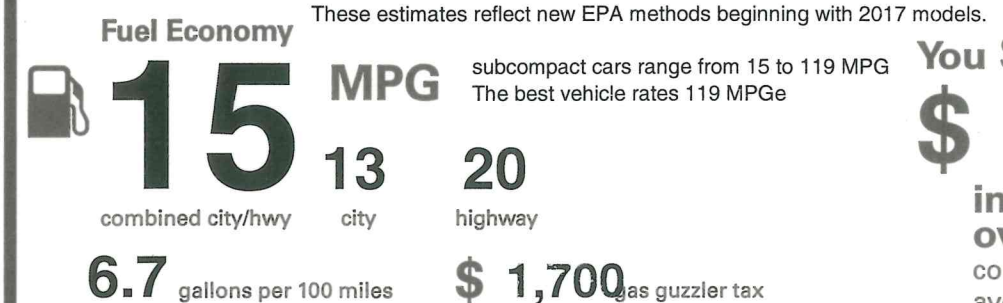 These estimates reflect new EPA methods beginning with 2017 models.
Fuel Economy
15 MPG
subcompact cars range from 15 to 119 MPG
The best vehicle rates 119 MPGe
13 20
combined city/hwy city highway
6.7 gallons per 100 miles $ 1,700 gas guzzler tax
You
$